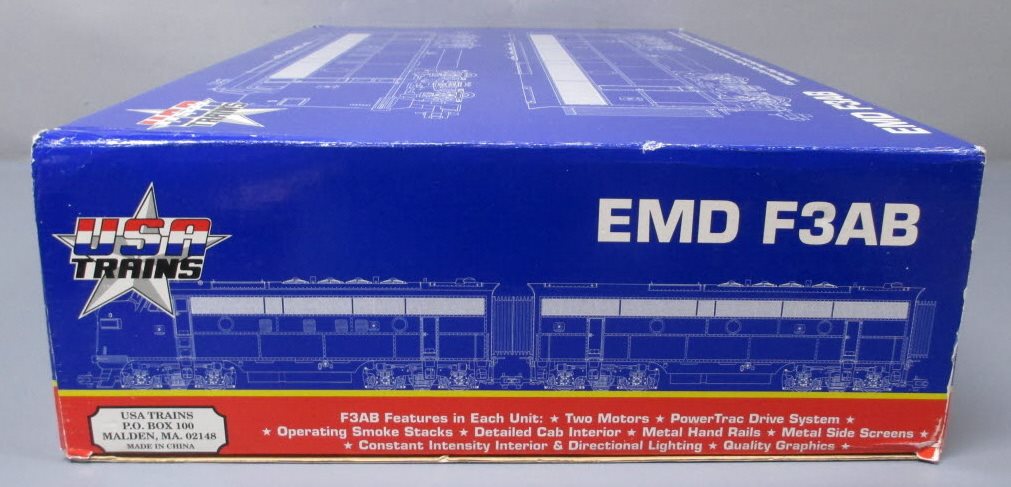 USA
TRAINS
EMD F3AB
USA
TRAINS
EMD F3AB
USA TRAINS
P.O. BOX 100
MALDEN, MA. 02148
MADE IN CHINA
F3AB Features in Each Unit: ★ Two Motors ★ PowerTrac Drive System ★
★ Operating Smoke Stacks ★ Detailed Cab Interior ★ Metal Hand Rails ★ Metal Side Screens ★
★ Constant Intensity Interior & Directional Lighting ★ Quality Graphics ★